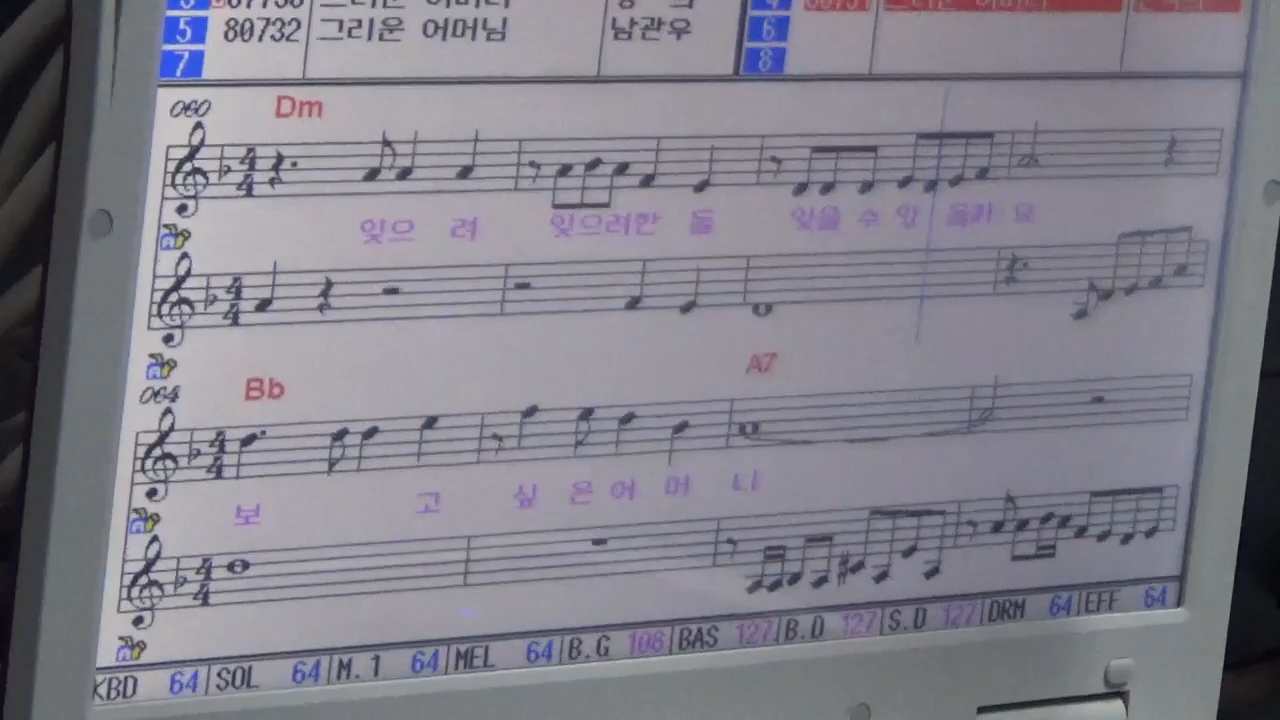 5 80732 그리운 어머님 남관우 6
7 8
060 Dm
잊으 려 잊으려한 들 잊을 수 있 을까 요
A7
064 Bb
보 고 싶 은 어 머 니
KBD 64 SOL 64 M.1 64 MEL 64 B.G 108 BAS 127 B.D 127 S.D 127 DRM 64 EFF 64